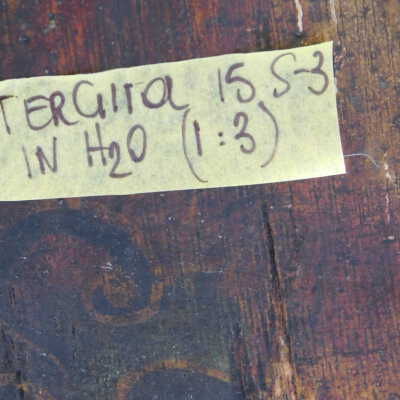 TERGITOL 15 S-3
IN H2O (1:3)